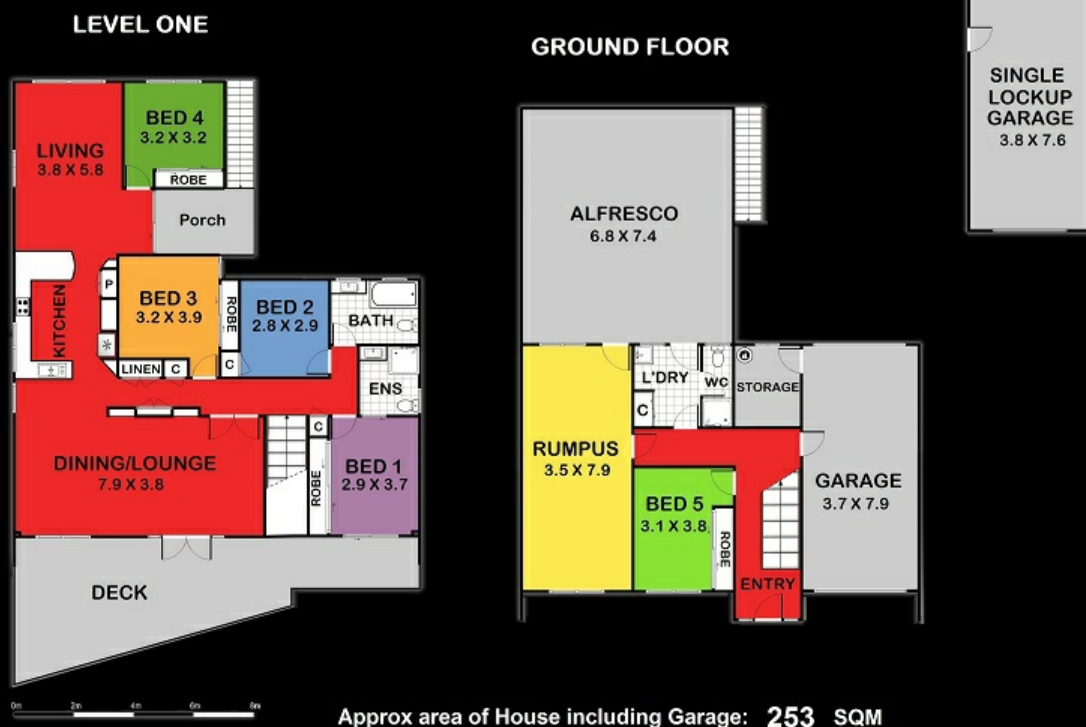 LEVEL ONE
LIVING
3.8 X 5.8
BED 4
3.2 X 3.2
ROBE
Porch
KITCHEN
P
BED 3
3.2 X 3.9
ROBE
BED 2
2.8 X 2.9
BATH
LINEN
C
C
ENS
DINING/LOUNGE
7.9 X 3.8
C
ROBE
BED 1
2.9 X 3.7
DECK
0m 2m 4m 6m 8m
GROUND FLOOR
ALFRESCO
6.8 X 7.4
RUMPUS
3.5 X 7.9
L'DRY
WC
C
STORAGE
BED 5
3.1 X 3.8
ROBE
ENTRY
GARAGE
3.7 X 7.9
SINGLE
LOCKUP
GARAGE
3.8 X 7.6
Approx area of House including Garage: 253 SQM